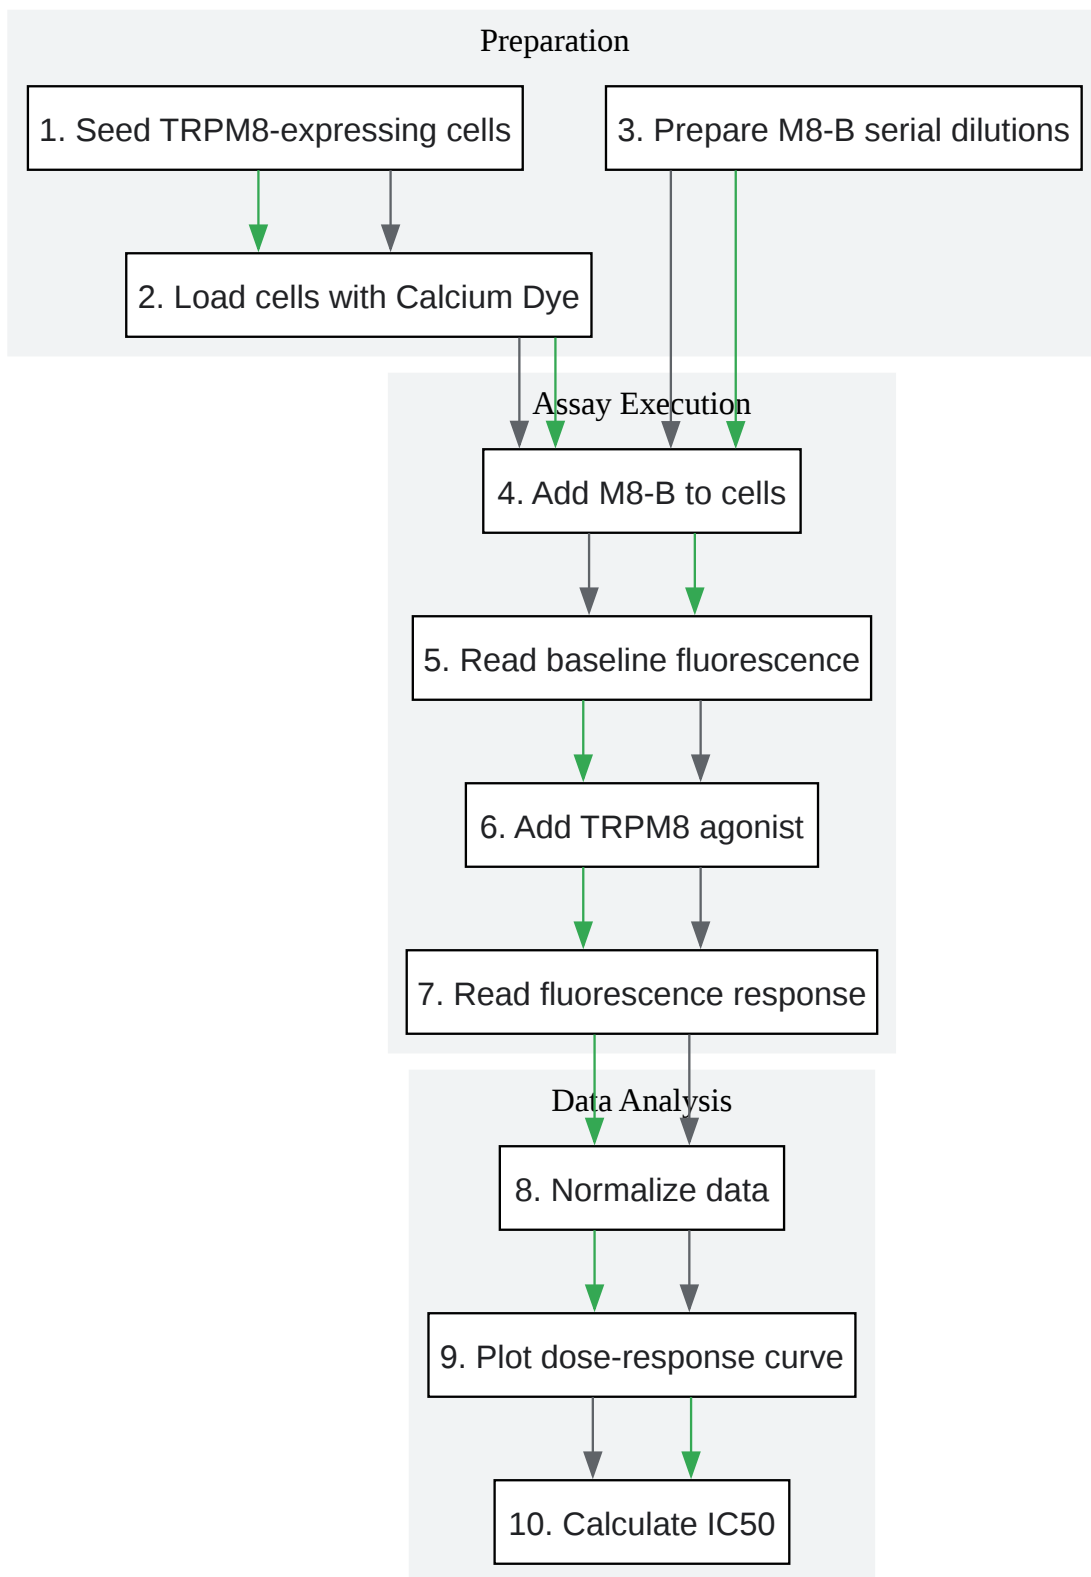 Preparation
1. Seed TRPM8-expressing cells
3. Prepare M8-B serial dilutions
2. Load cells with Calcium Dye
Assay Execution
4. Add M8-B to cells
5. Read baseline fluorescence
6. Add TRPM8 agonist
7. Read fluorescence response
Data Analysis
8. Normalize data
9. Plot dose-response curve
10. Calculate IC50